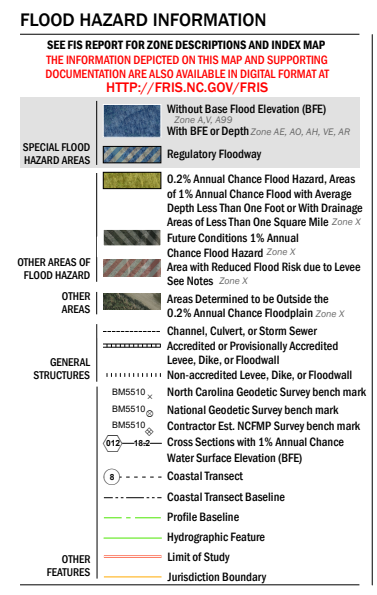 FLOOD HAZARD INFORMATION
SEE FIS REPORT FOR ZONE DESCRIPTIONS AND INDEX MAP
THE INFORMATION DEPICTED ON THIS MAP AND SUPPORTING
DOCUMENTATION ARE ALSO AVAILABLE IN DIGITAL FORMAT AT
HTTP://FRIS.NC.GOV/FRIS
SPECIAL FLOOD
HAZARD AREAS
Without Base Flood Elevation (BFE)
Zone A,V, A99
With BFE or Depth Zone AE, AO, AH, VE, AR
Regulatory Floodway
OTHER AREAS OF
FLOOD HAZARD
0.2% Annual Chance Flood Hazard, Areas
of 1% Annual Chance Flood with Average
Depth Less Than One Foot or With Drainage
Areas of Less Than One Square Mile Zone X
Future Conditions 1% Annual
Chance Flood Hazard Zone X
Area with Reduced Flood Risk due to Levee
See Notes Zone X
OTHER
AREAS
Areas Determined to be Outside the
0.2% Annual Chance Floodplain Zone X
GENERAL
STRUCTURES
Channel, Culvert, or Storm Sewer
Accredited or Provisionally Accredited
Levee, Dike, or Floodwall
Non-accredited Levee, Dike, or Floodwall
OTHER
FEATURES
BM5510 North Carolina Geodetic Survey bench mark
BM5510 National Geodetic Survey bench mark
BM5510 Contractor Est. NCFMP Survey bench mark
012 18.2 Cross Sections with 1% Annual Chance
Water Surface Elevation (BFE)
8 Coastal Transect
Coastal Transect Baseline
Profile Baseline
Hydrographic Feature
Limit of Study
Jurisdiction Boundary